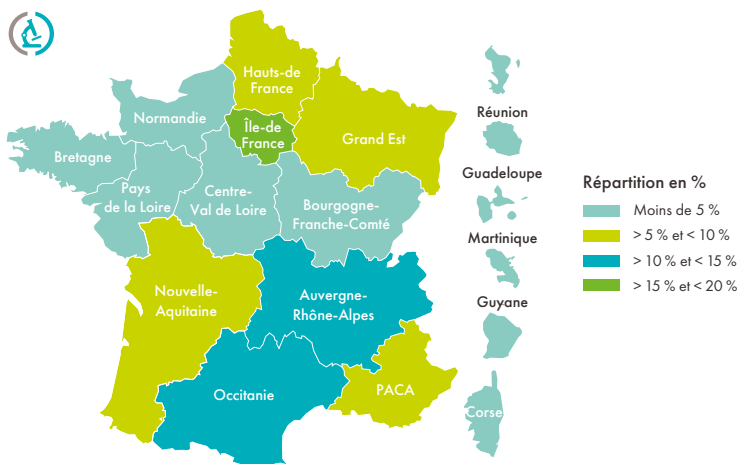 Hauts-de
France
Normandie
Île-de
France
Grand Est
Bretagne
Pays
de la Loire
Centre-
Val de Loire
Bourgogne-
Franche-Comté
Nouvelle-
Aquitaine
Auvergne-
Rhône-Alpes
Occitanie
PACA
Réunion
Guadeloupe
Martinique
Guyane
Corse
Répartition en %
Moins de 5 %
> 5 % et < 10 %
> 10 % et < 15 %
> 15 % et < 20 %